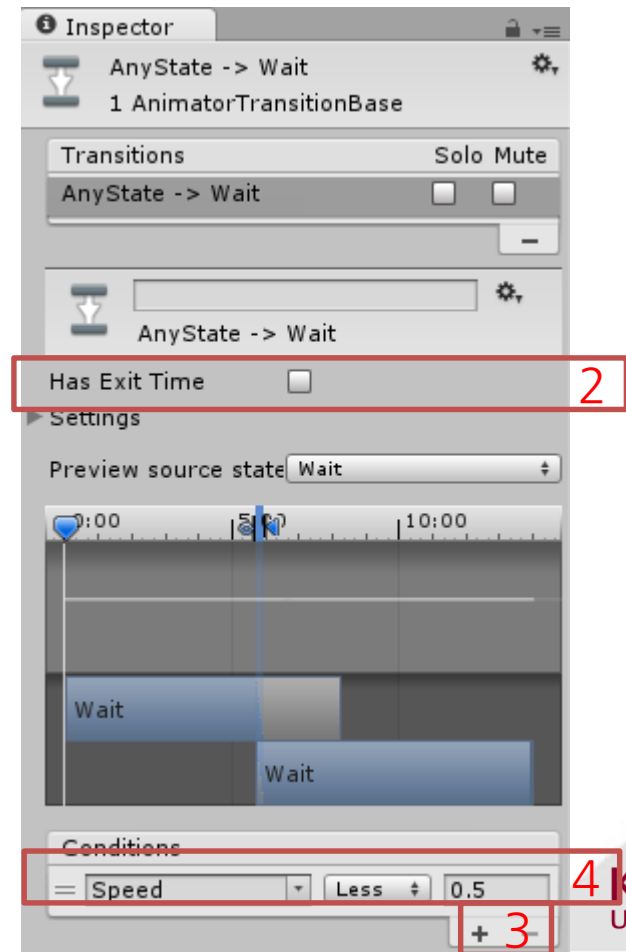 Inspector
AnyState -> Wait
1 AnimatorTransitionBase
Transitions Solo Mute
AnyState -> Wait
AnyState -> Wait
Has Exit Time 2
Settings
Preview source state Wait
0:00 10:00
Wait
Wait
Conditions
= Speed Less 0.5 4
+ 3 -